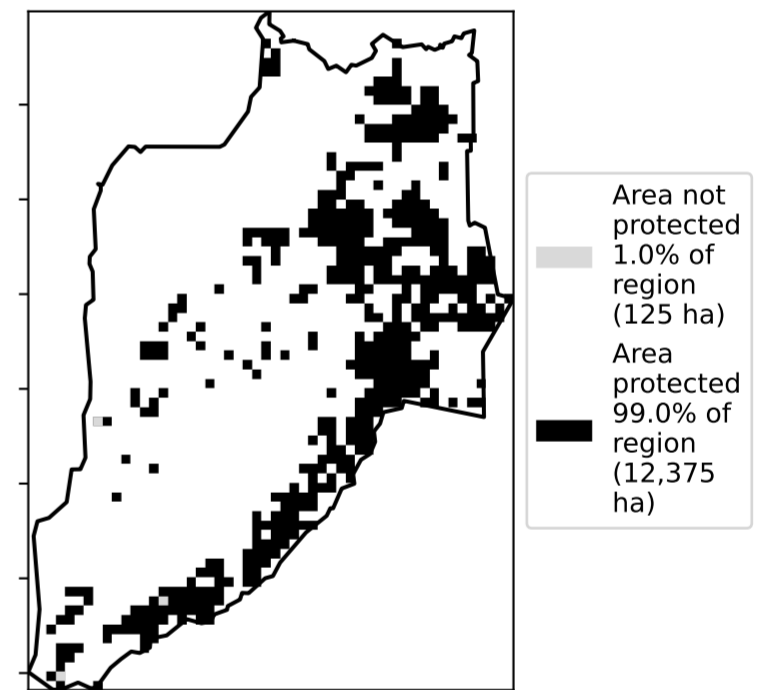 Area not
protected
1.0% of
region
(125 ha)
Area
protected
99.0% of
region
(12,375
ha)